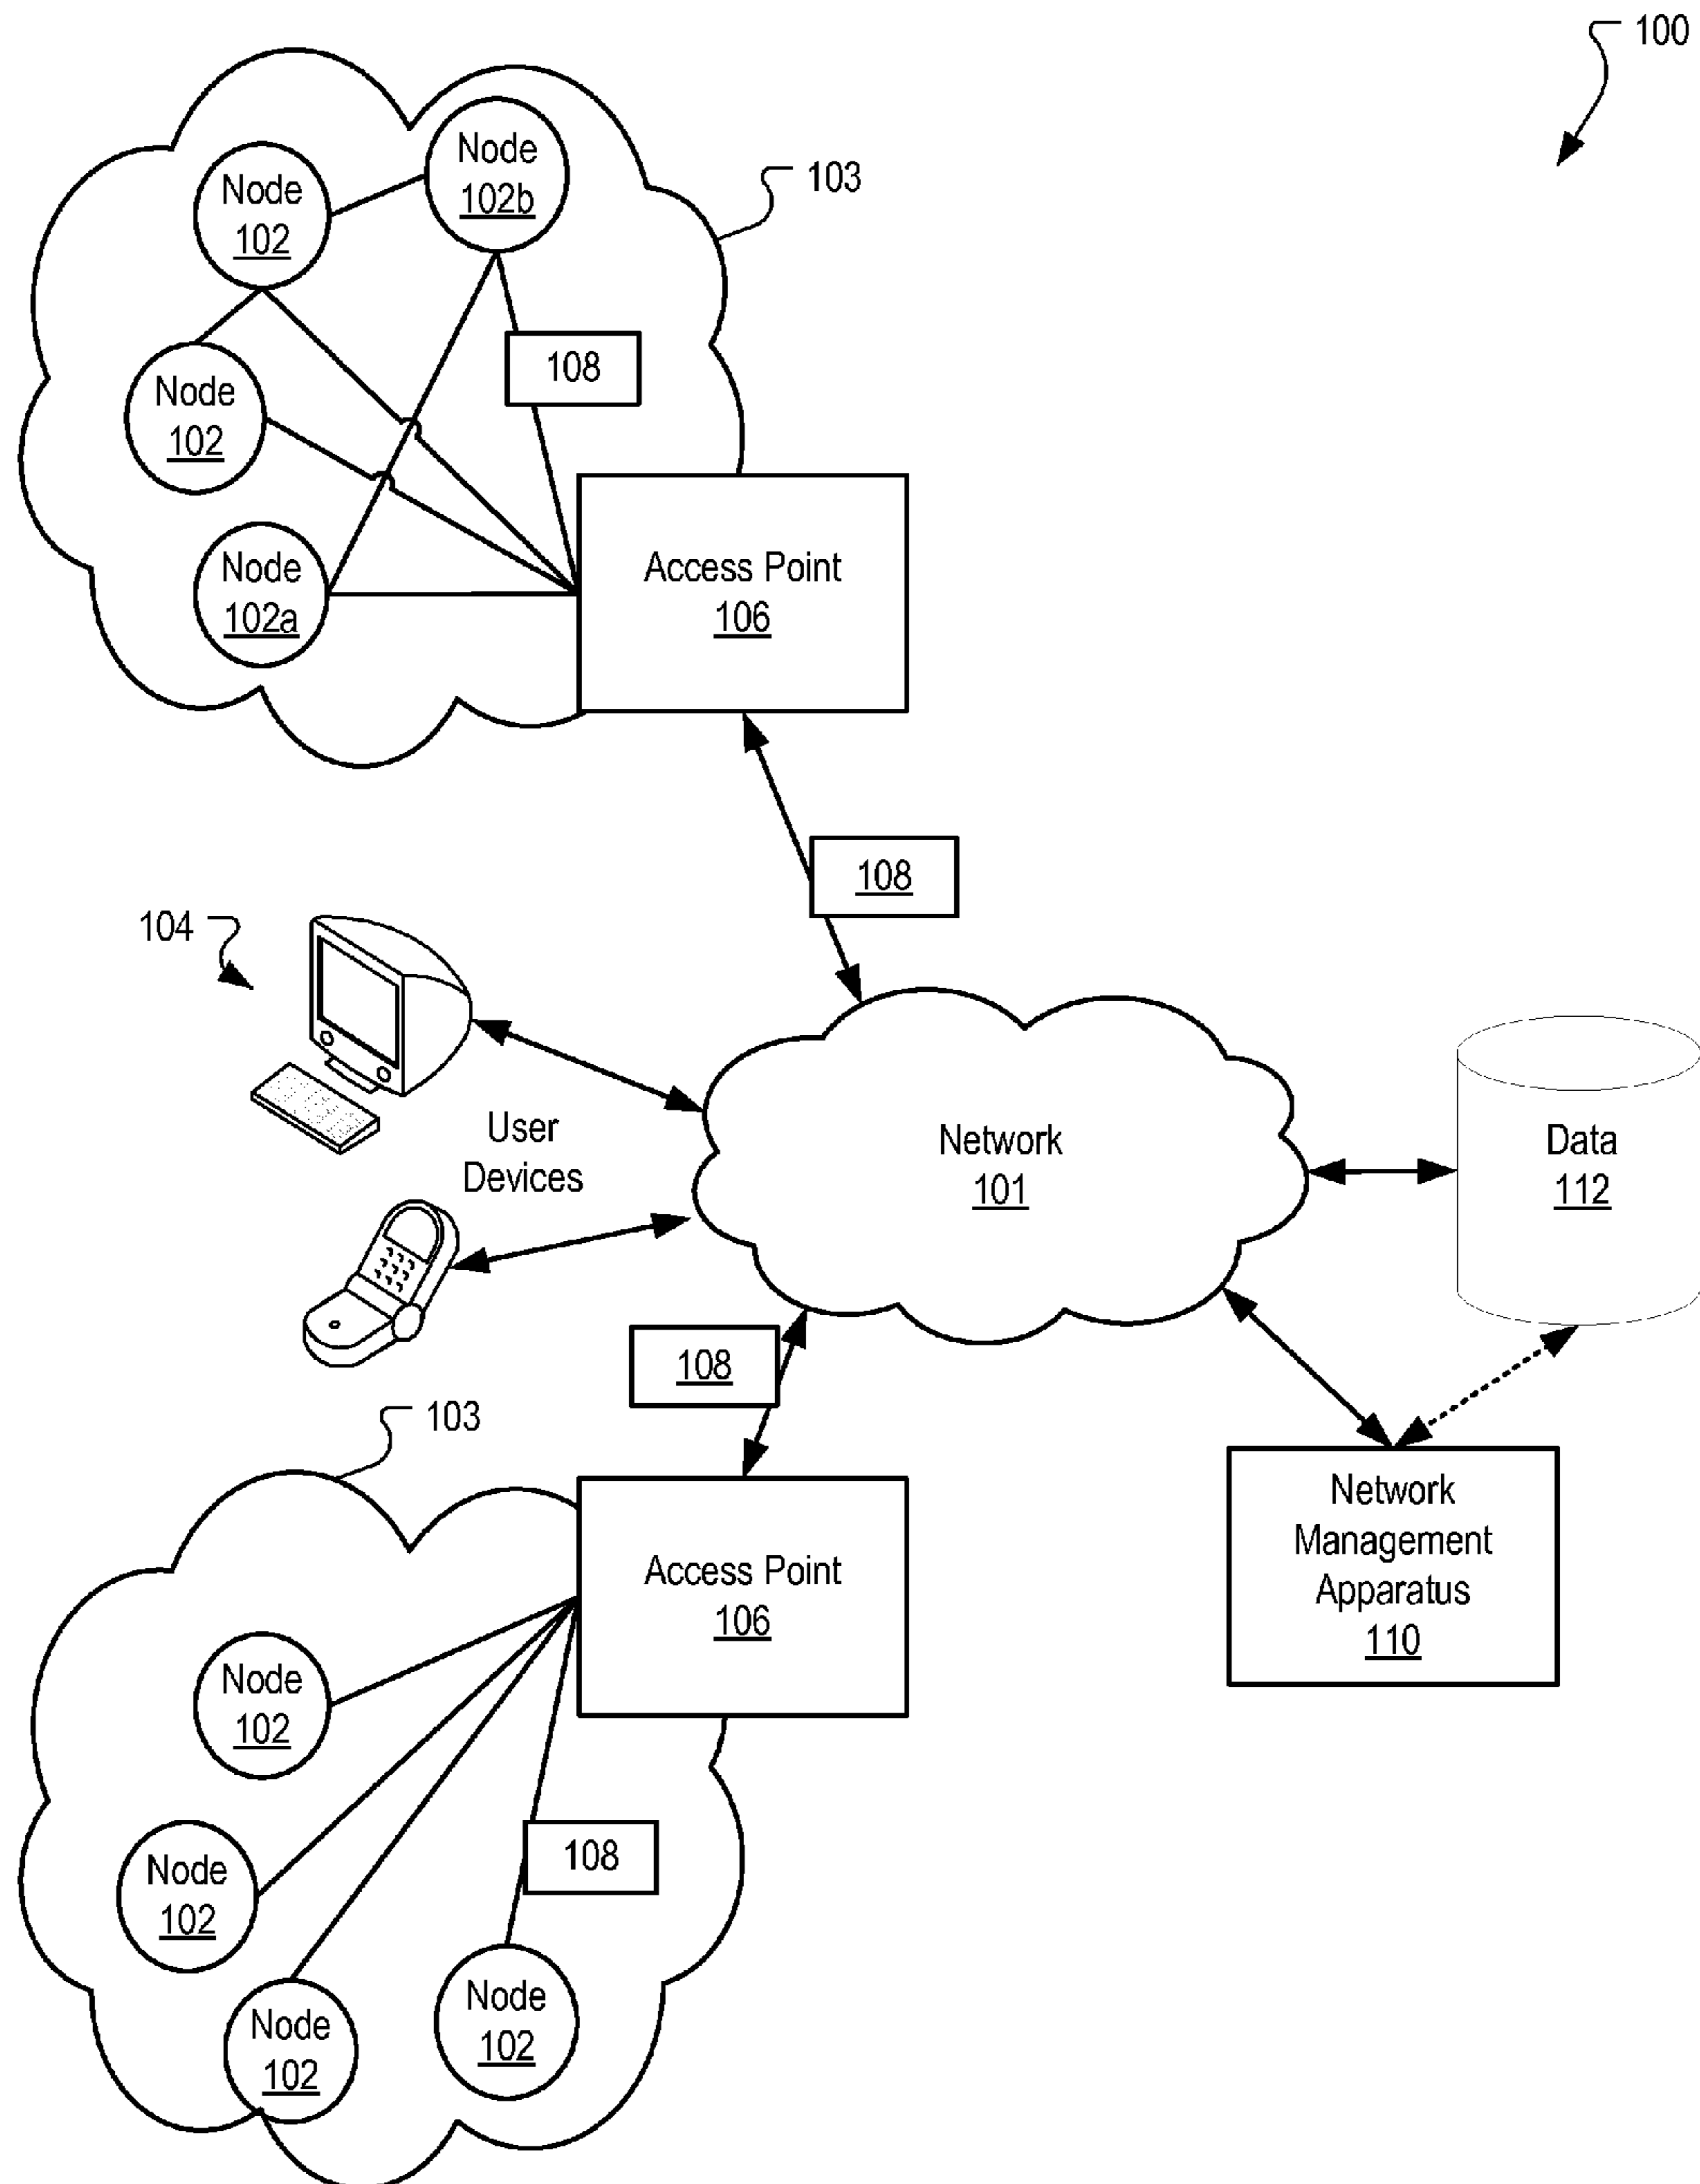 100
Node
102b
Node
102
103
108
Node
102
Node
102a
Access Point
106
108
104
User
Devices
Network
101
Data
112
108
103
Network
Management
Apparatus
110
Access Point
106
Node
102
108
Node
102
Node
102
Node
102